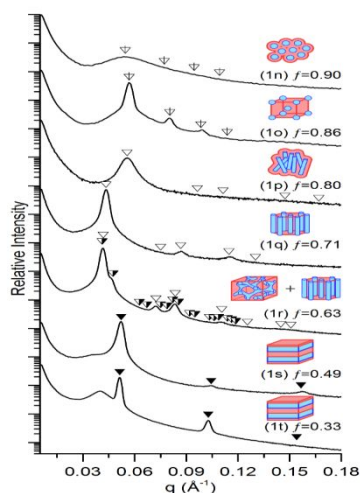 (1n) f=0.90
(1o) f=0.86
(1p) f=0.80
(1q) f=0.71
+
(1r) f=0.63
(1s) f=0.49
(1t) f=0.33
Relative Intensity
0.03 0.06 0.09 0.12 0.15 0.18
q (Å⁻¹)